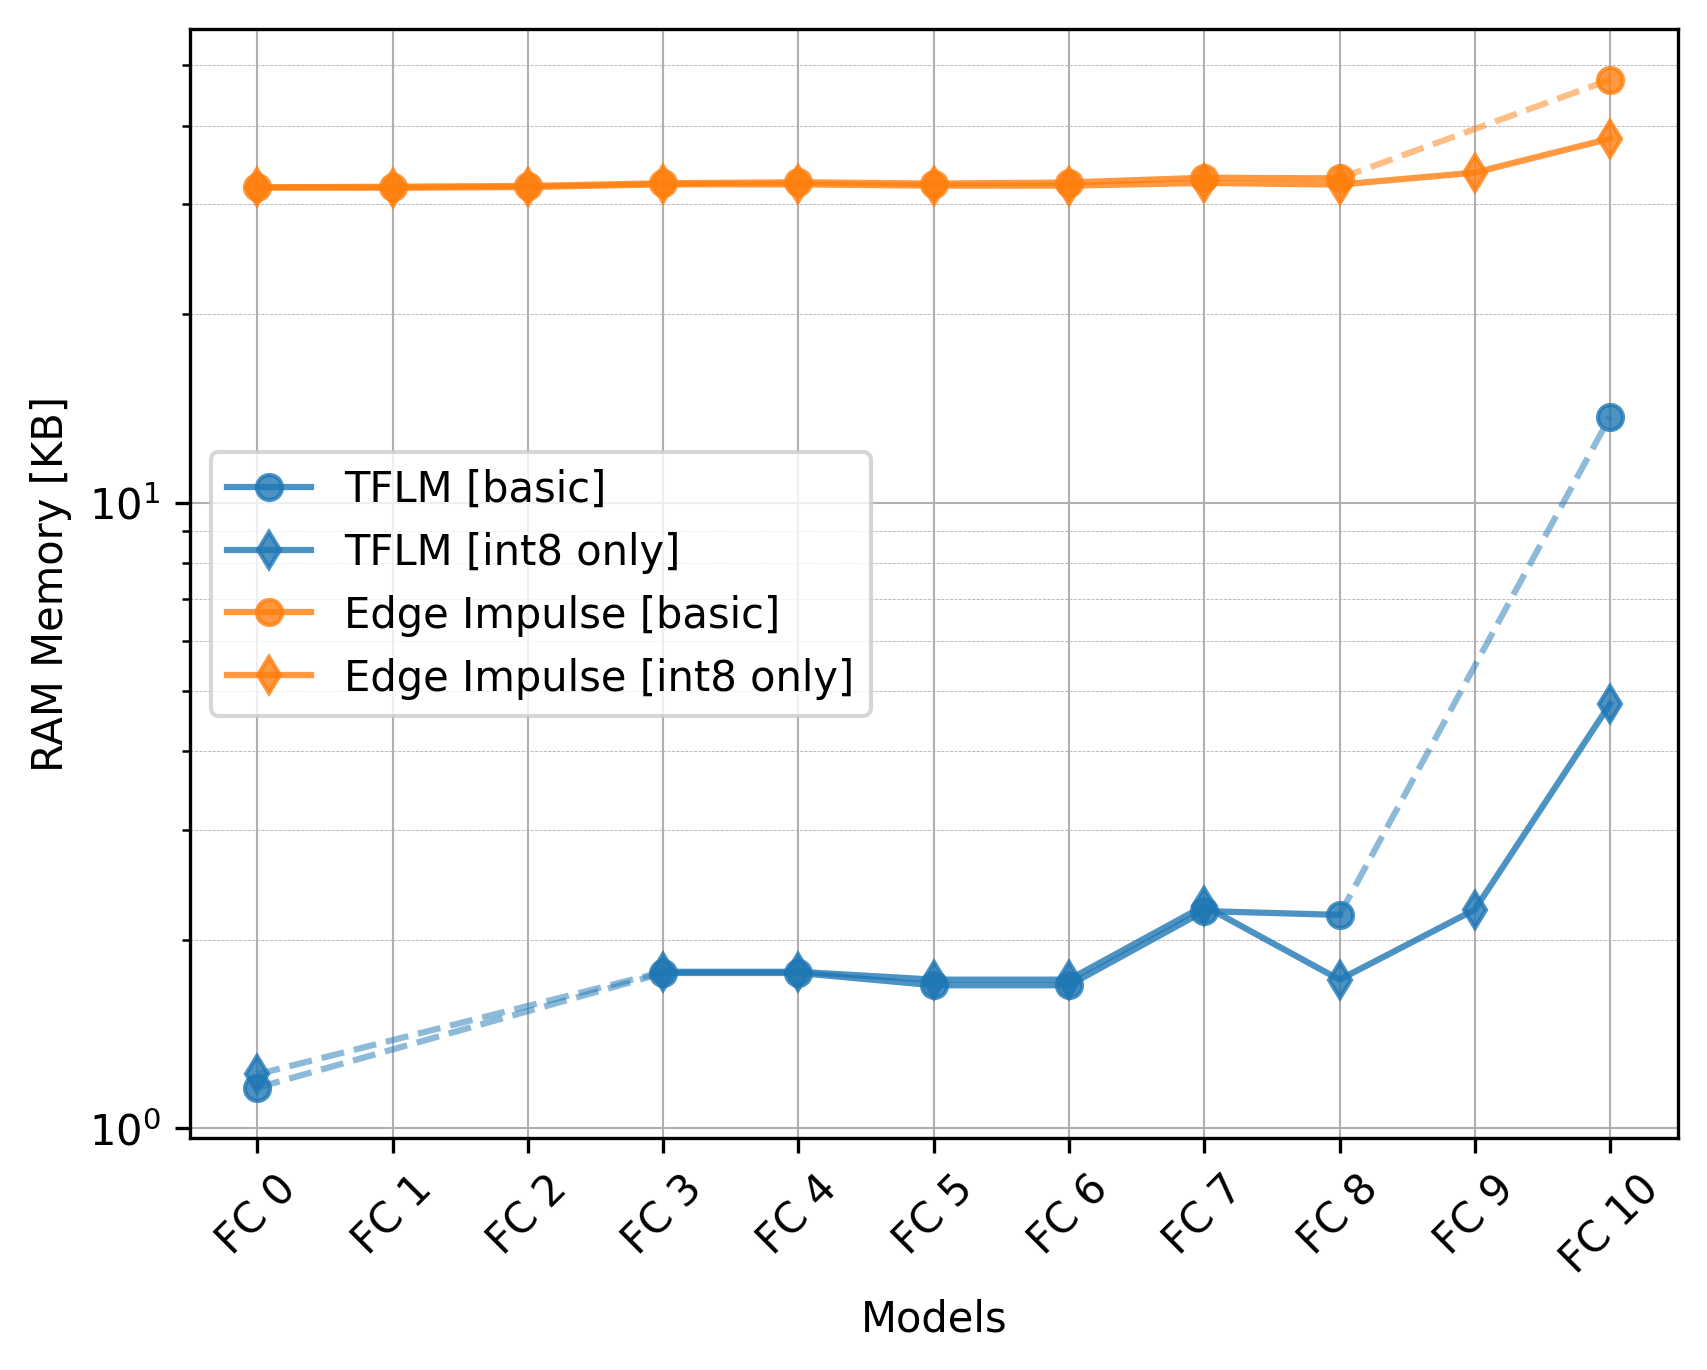 RAM Memory [KB]
10¹
10⁰
TFLM [basic]
TFLM [int8 only]
Edge Impulse [basic]
Edge Impulse [int8 only]
FC 0
FC 1
FC 2
FC 3
FC 4
FC 5
FC 6
FC 7
FC 8
FC 9
FC 10
Models